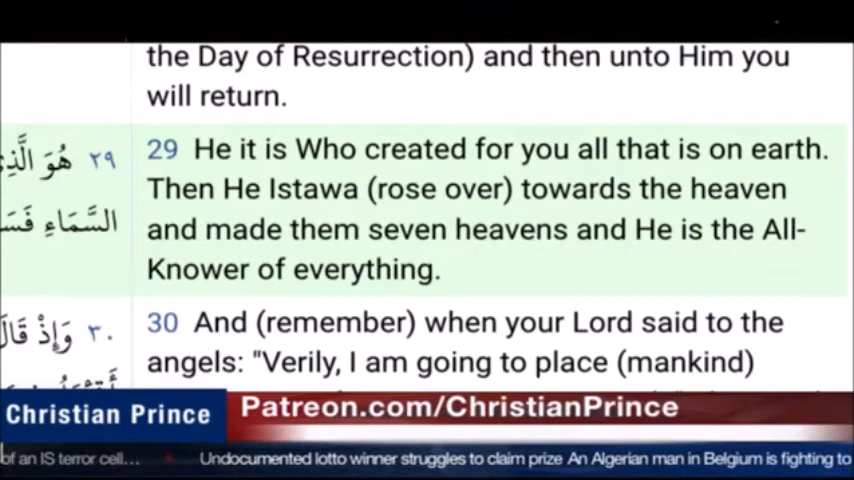 the Day of Resurrection) and then unto Him you
will return.
٢٩ هُوَ الَّذِي
29 He it is Who created for you all that is on earth.
Then He Istawa (rose over) towards the heaven
السَّمَاءِ فَسَ
and made them seven heavens and He is the All-
Knower of everything.
٣٠ وَإِذْ قَالَ
30 And (remember) when your Lord said to the
angels: "Verily, I am going to place (mankind)
Christian Prince
Patreon.com/ChristianPrince
of an IS terror cell... Undocumented lotto winner struggles to claim prize An Algerian man in Belgium is fighting to